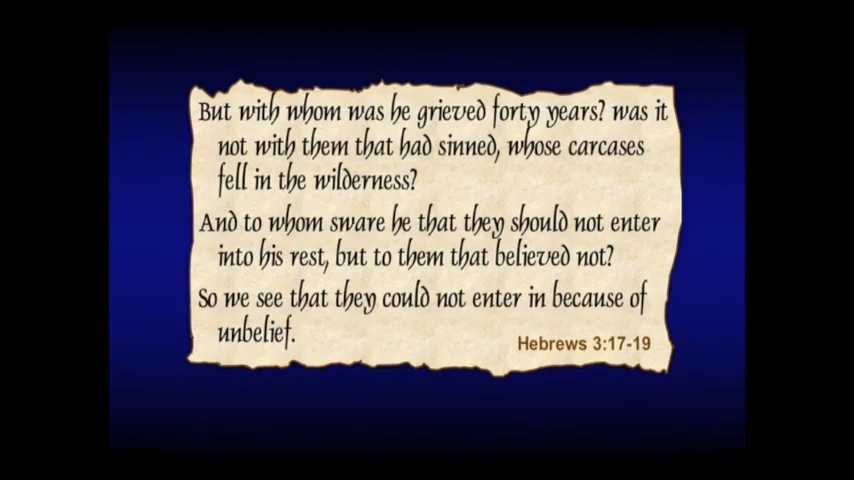 But with whom was he grieved forty years? was it
not with them that had sinned, whose carcases
fell in the wilderness?
And to whom sware he that they should not enter
into his rest, but to them that believed not?
So we see that they could not enter in because of
unbelief.
Hebrews 3:17-19